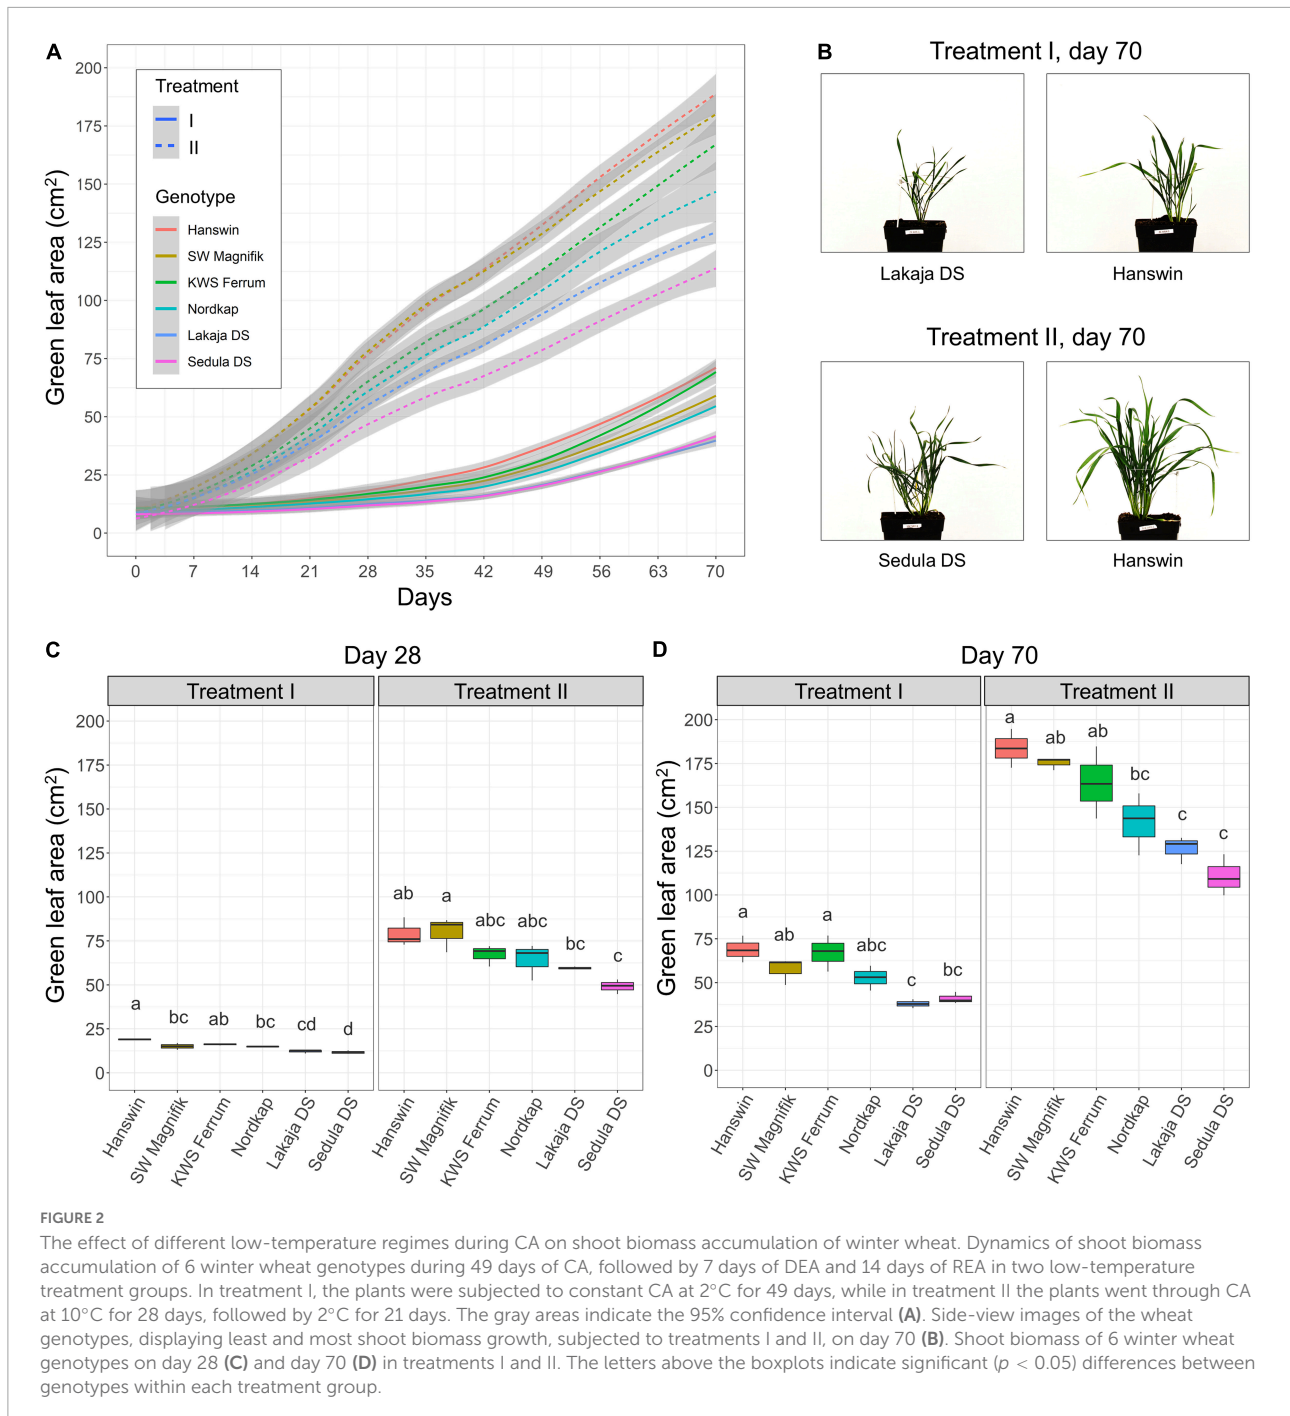 A
Green leaf area (cm²)
200
175
150
125
100
75
50
25
0
Treatment
I
II
Genotype
Hanswin
SW Magnifik
KWS Ferrum
Nordkap
Lakaja DS
Sedula DS
0 7 14 21 28 35 42 49 56 63 70
Days
B
Treatment I, day 70
Lakaja DS Hanswin
Treatment II, day 70
Sedula DS Hanswin
C
Day 28
Treatment I Treatment II
Green leaf area (cm²)
200
175
150
125
100
75
50
25
0
a bc ab bc cd d
ab a abc abc bc c
Hanswin SW Magnifik KWS Ferrum Nordkap Lakaja DS Sedula DS
Hanswin SW Magnifik KWS Ferrum Nordkap Lakaja DS Sedula DS
D
Day 70
Treatment I Treatment II
Green leaf area (cm²)
200
175
150
125
100
75
50
25
0
a ab a abc c bc
a ab ab bc c c
Hanswin SW Magnifik KWS Ferrum Nordkap Lakaja DS Sedula DS
Hanswin SW Magnifik KWS Ferrum Nordkap Lakaja DS Sedula DS
FIGURE 2
The effect of different low-temperature regimes during CA on shoot biomass accumulation of winter wheat. Dynamics of shoot biomass
accumulation of 6 winter wheat genotypes during 49 days of CA, followed by 7 days of DEA and 14 days of REA in two low-temperature
treatment groups. In treatment I, the plants were subjected to constant CA at 2°C for 49 days, while in treatment II the plants went through CA
at 10°C for 28 days, followed by 2°C for 21 days. The gray areas indicate the 95% confidence interval (A). Side-view images of the wheat
genotypes, displaying least and most shoot biomass growth, subjected to treatments I and II, on day 70 (B). Shoot biomass of 6 winter wheat
genotypes on day 28 (C) and day 70 (D) in treatments I and II. The letters above the boxplots indicate significant (p < 0.05) differences between
genotypes within each treatment group.